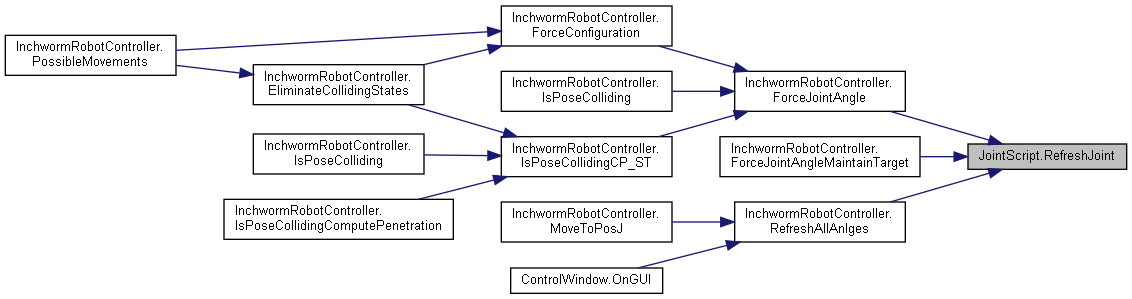 InchwormRobotController.
PossibleMovements
InchwormRobotController.
EliminateCollidingStates
InchwormRobotController.
IsPoseColliding
InchwormRobotController.
IsPoseCollidingComputePenetration
InchwormRobotController.
ForceConfiguration
InchwormRobotController.
IsPoseColliding
InchwormRobotController.
IsPoseCollidingCP_ST
InchwormRobotController.
MoveToPosJ
ControlWindow.OnGUI
InchwormRobotController.
ForceJointAngle
InchwormRobotController.
ForceJointAngleMaintainTarget
InchwormRobotController.
RefreshAllAnlges
JointScript.RefreshJoint